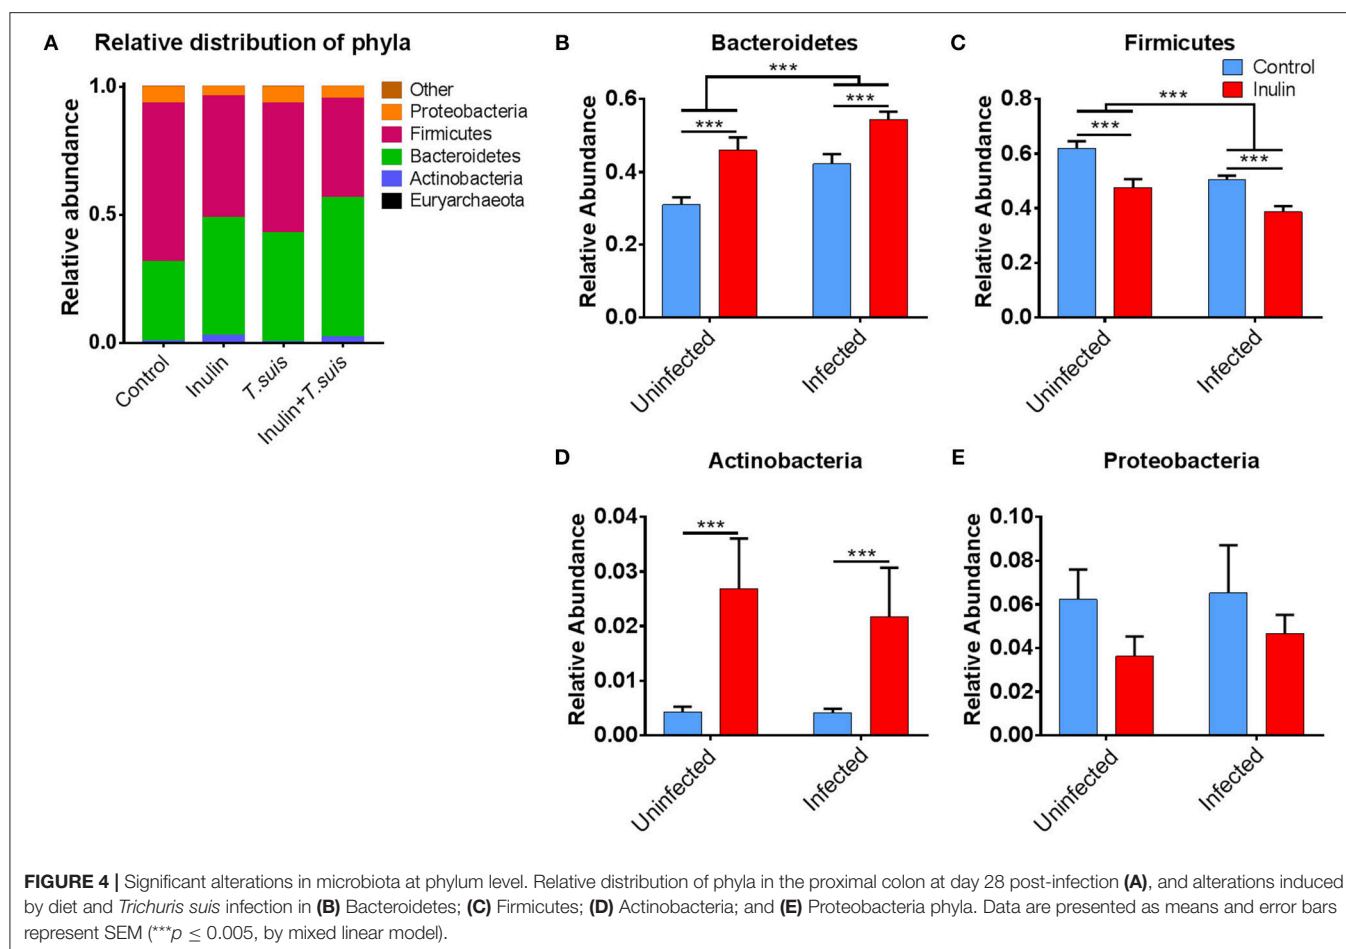 A Relative distribution of phyla
Relative abundance
1.0
0.5
0.0
Control
Inulin
T.suis
Inulin+T.suis
Other
Proteobacteria
Firmicutes
Bacteroidetes
Actinobacteria
Euryarchaeota
B Bacteroidetes
Relative Abundance
0.6
0.4
0.2
0.0
***
***
***
Uninfected
Infected
C Firmicutes
Control
Inulin
Relative Abundance
0.8
0.6
0.4
0.2
0.0
***
***
***
Uninfected
Infected
D Actinobacteria
Relative Abundance
0.04
0.03
0.02
0.01
0.00
***
***
Uninfected
Infected
E Proteobacteria
Relative Abundance
0.10
0.08
0.06
0.04
0.02
0.00
Uninfected
Infected
FIGURE 4 | Significant alterations in microbiota at phylum level. Relative distribution of phyla in the proximal colon at day 28 post-infection (A), and alterations induced
by diet and Trichuris suis infection in (B) Bacteroidetes; (C) Firmicutes; (D) Actinobacteria; and (E) Proteobacteria phyla. Data are presented as means and error bars
represent SEM (***p ≤ 0.005, by mixed linear model).